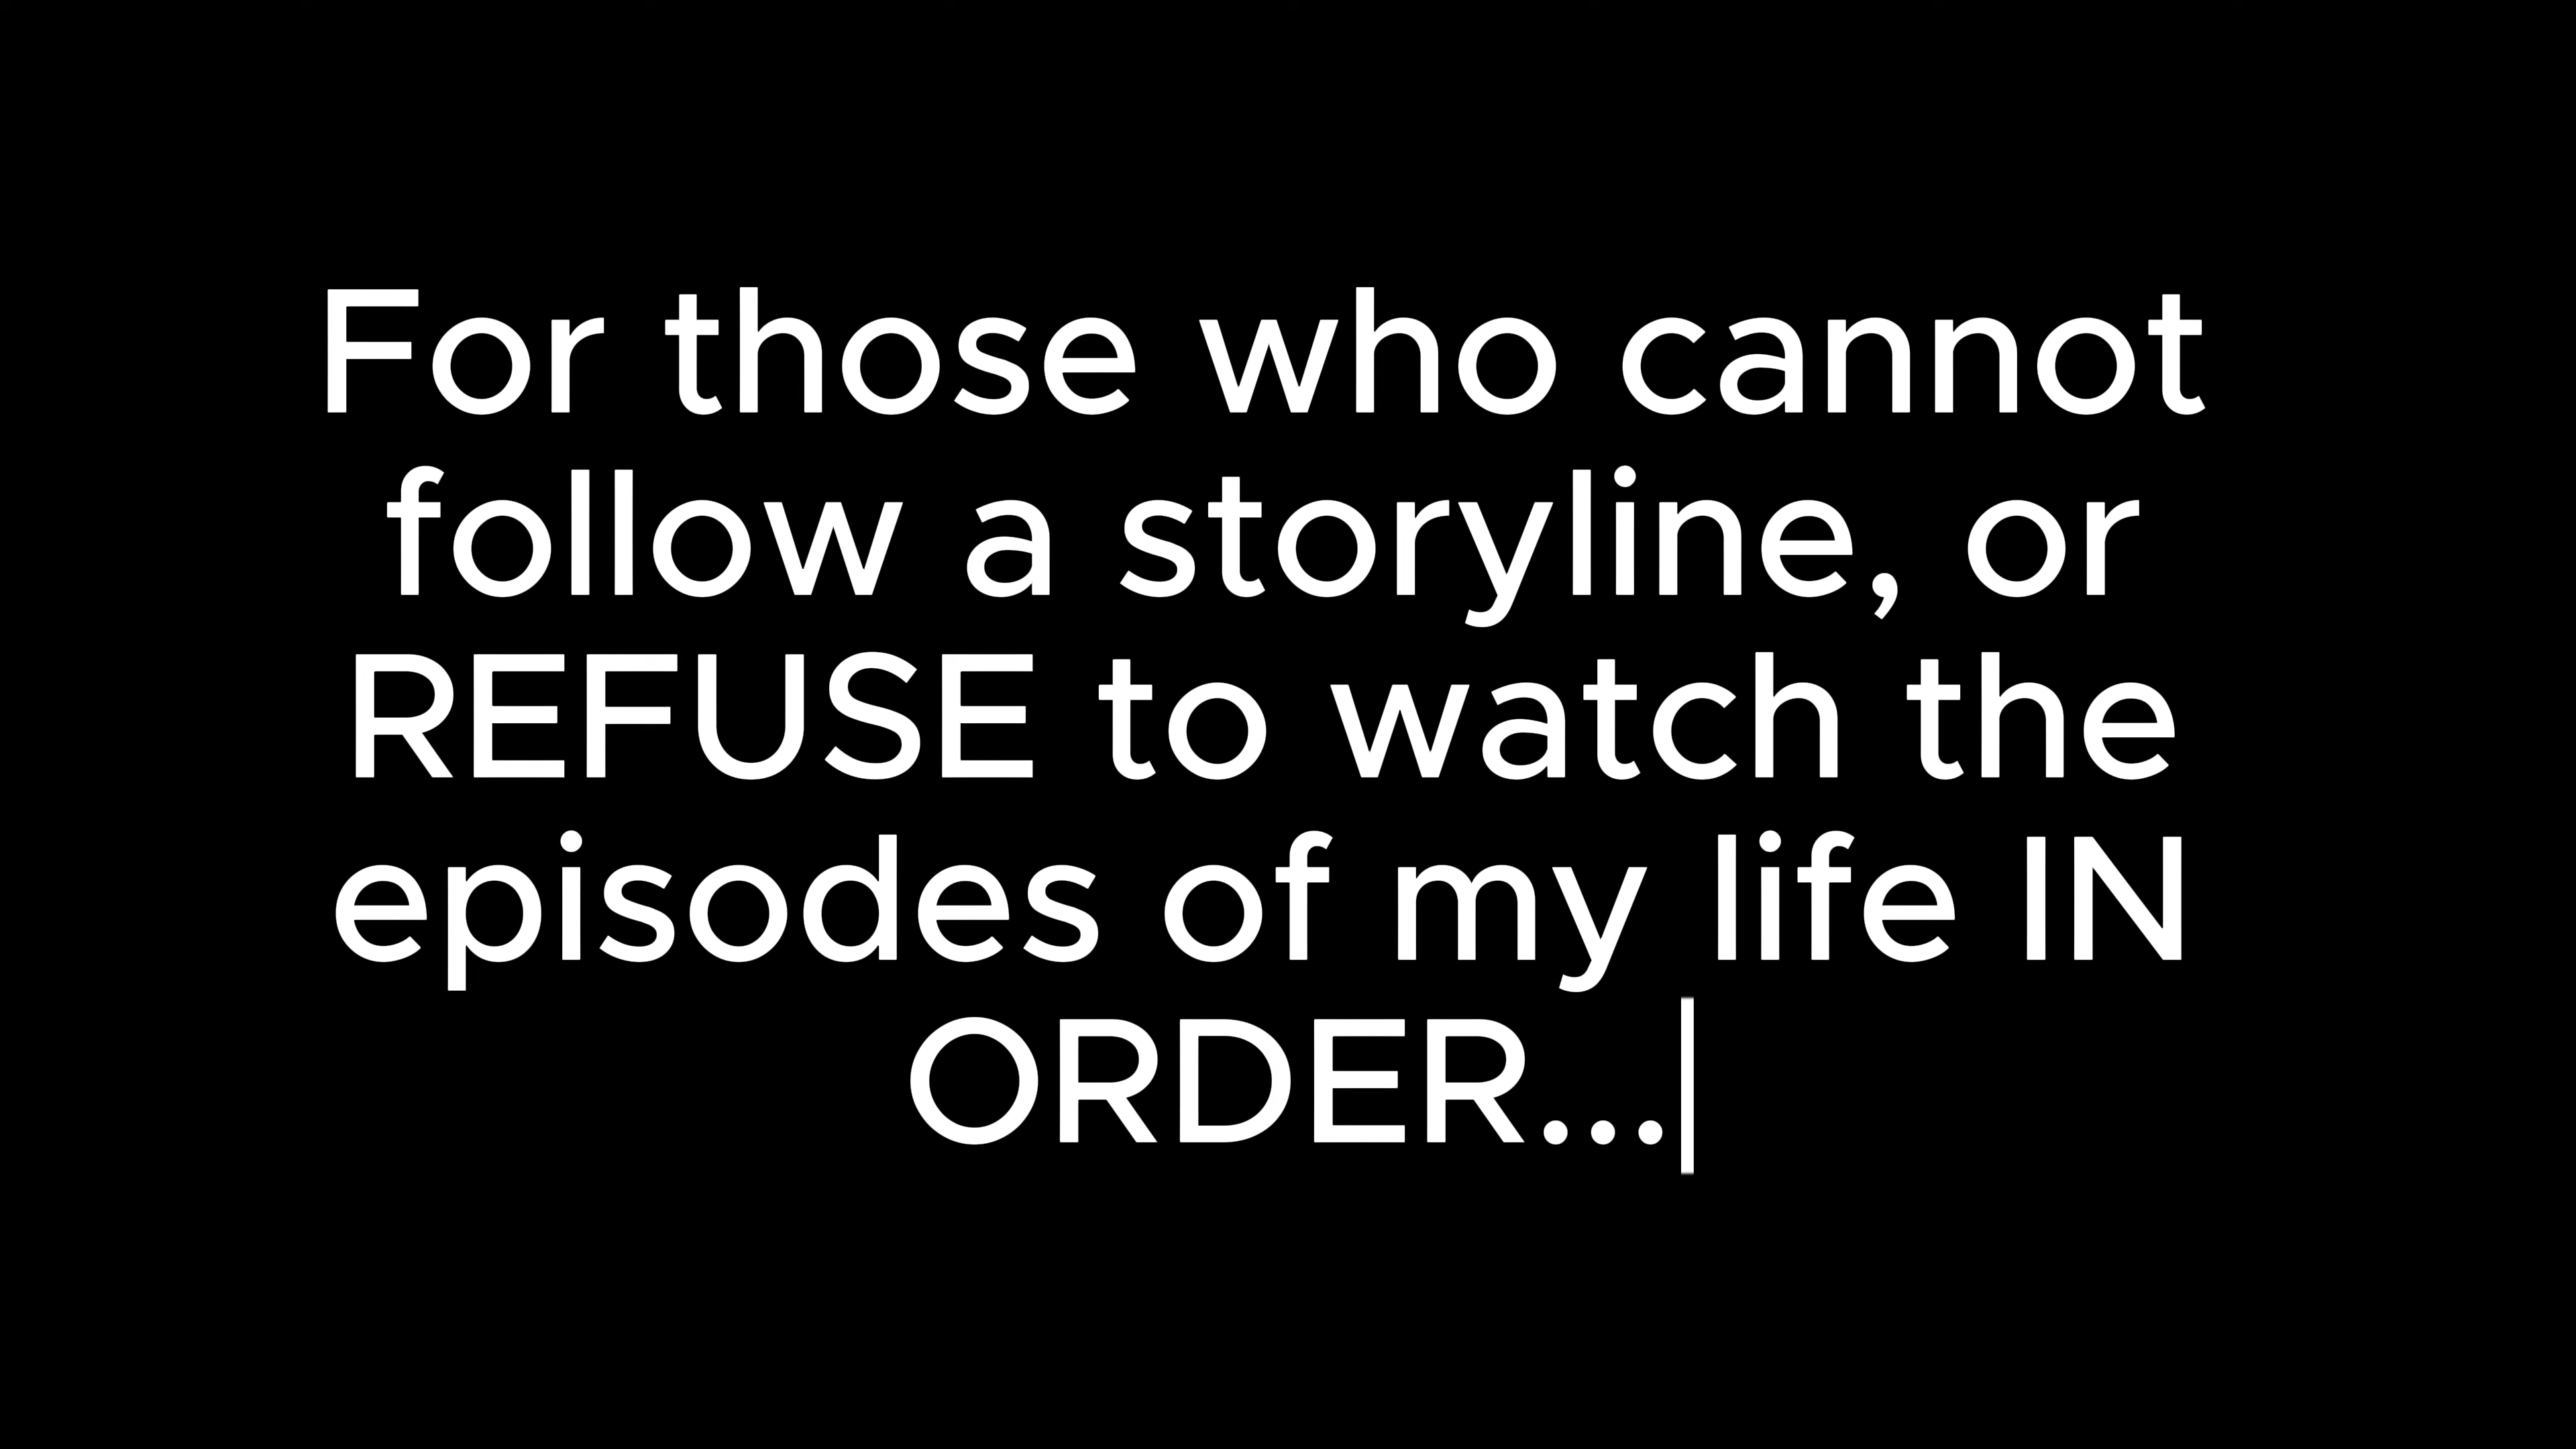 For those who cannot
follow a storyline, or
REFUSE to watch the
episodes of my life IN
ORDER...